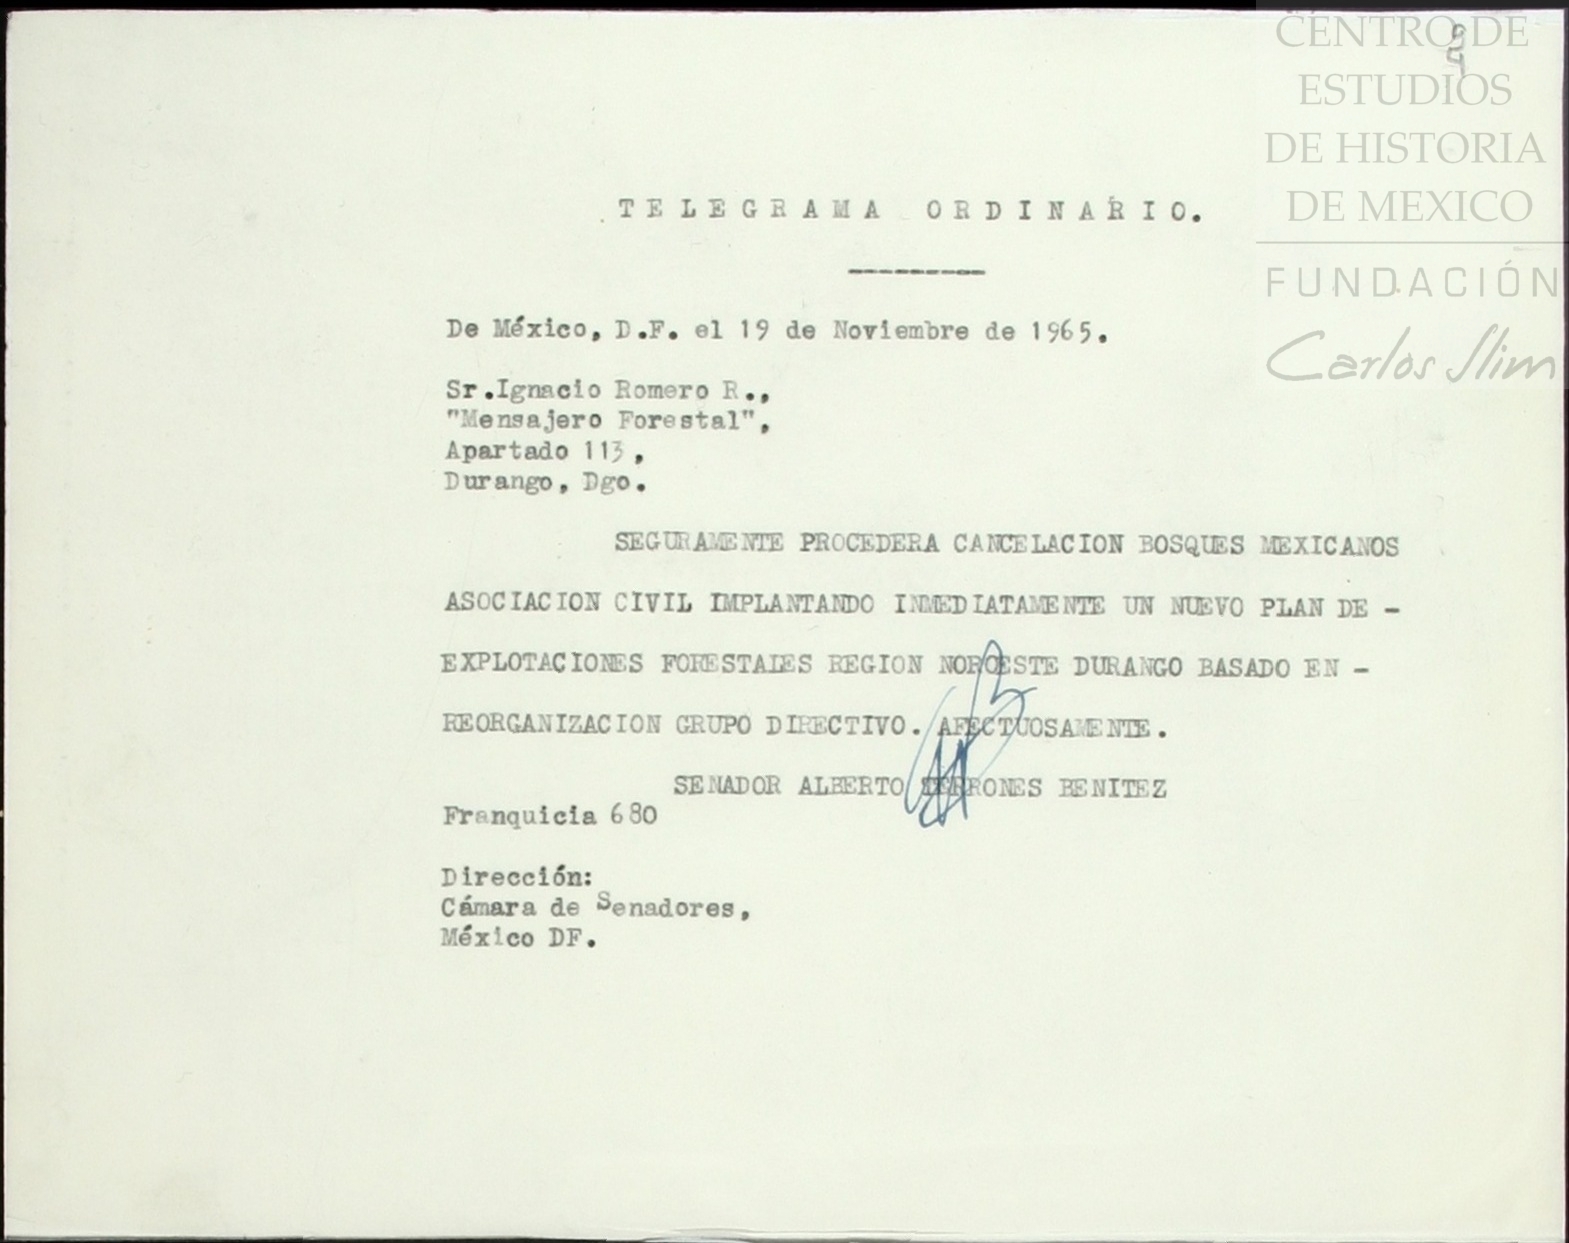 CENTRO DE
ESTUDIOS
DE HISTORIA
DE MEXICO
FUNDACIÓN
Carlos Slim
TELEGRAMA ORDINARIO.
De México, D.F. el 19 de Noviembre de 1965.
Sr.Ignacio Romero R.,
"Mensajero Forestal",
Apartado 113,
Durango, Dgo.
SEGURAMENTE PROCEDERA CANCELACION BOSQUES MEXICANOS
ASOCIACION CIVIL IMPLANTANDO INMEDIATAMENTE UN NUEVO PLAN DE -
EXPLOTACIONES FORESTALES REGION NOROESTE DURANGO BASADO EN -
REORGANIZACION GRUPO DIRECTIVO. AFECTUOSAMENTE.
SENADOR ALBERTO TERRONES BENITEZ
Franquicia 680
Dirección:
Cámara de Senadores,
México DF.